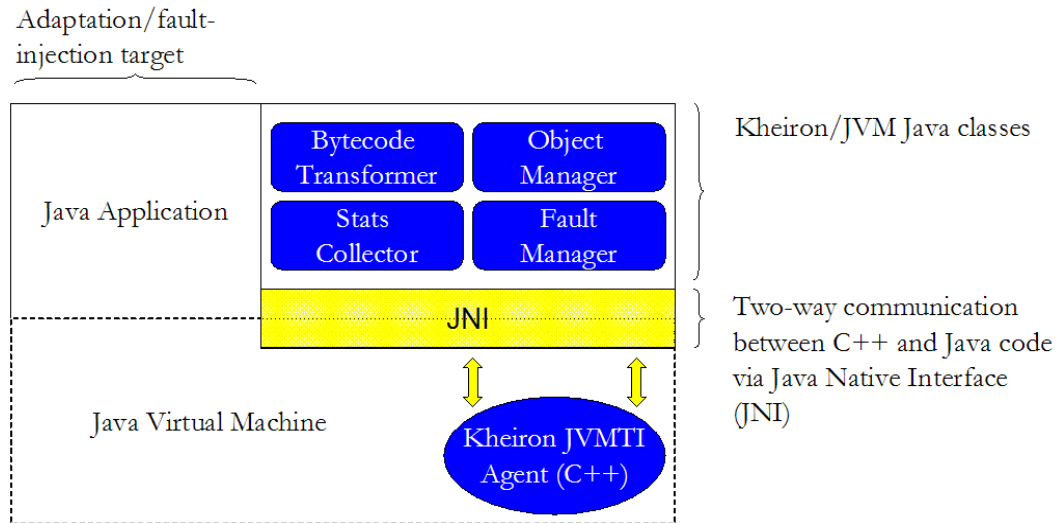 Adaptation/fault-
injection target
Bytecode
Transformer
Object
Manager
Kheiron/JVM Java classes
Java Application
Stats
Collector
Fault
Manager
JNI
Two-way communication
between C++ and Java code
via Java Native Interface
(JNI)
Java Virtual Machine
Kheiron JVMTI
Agent (C++)